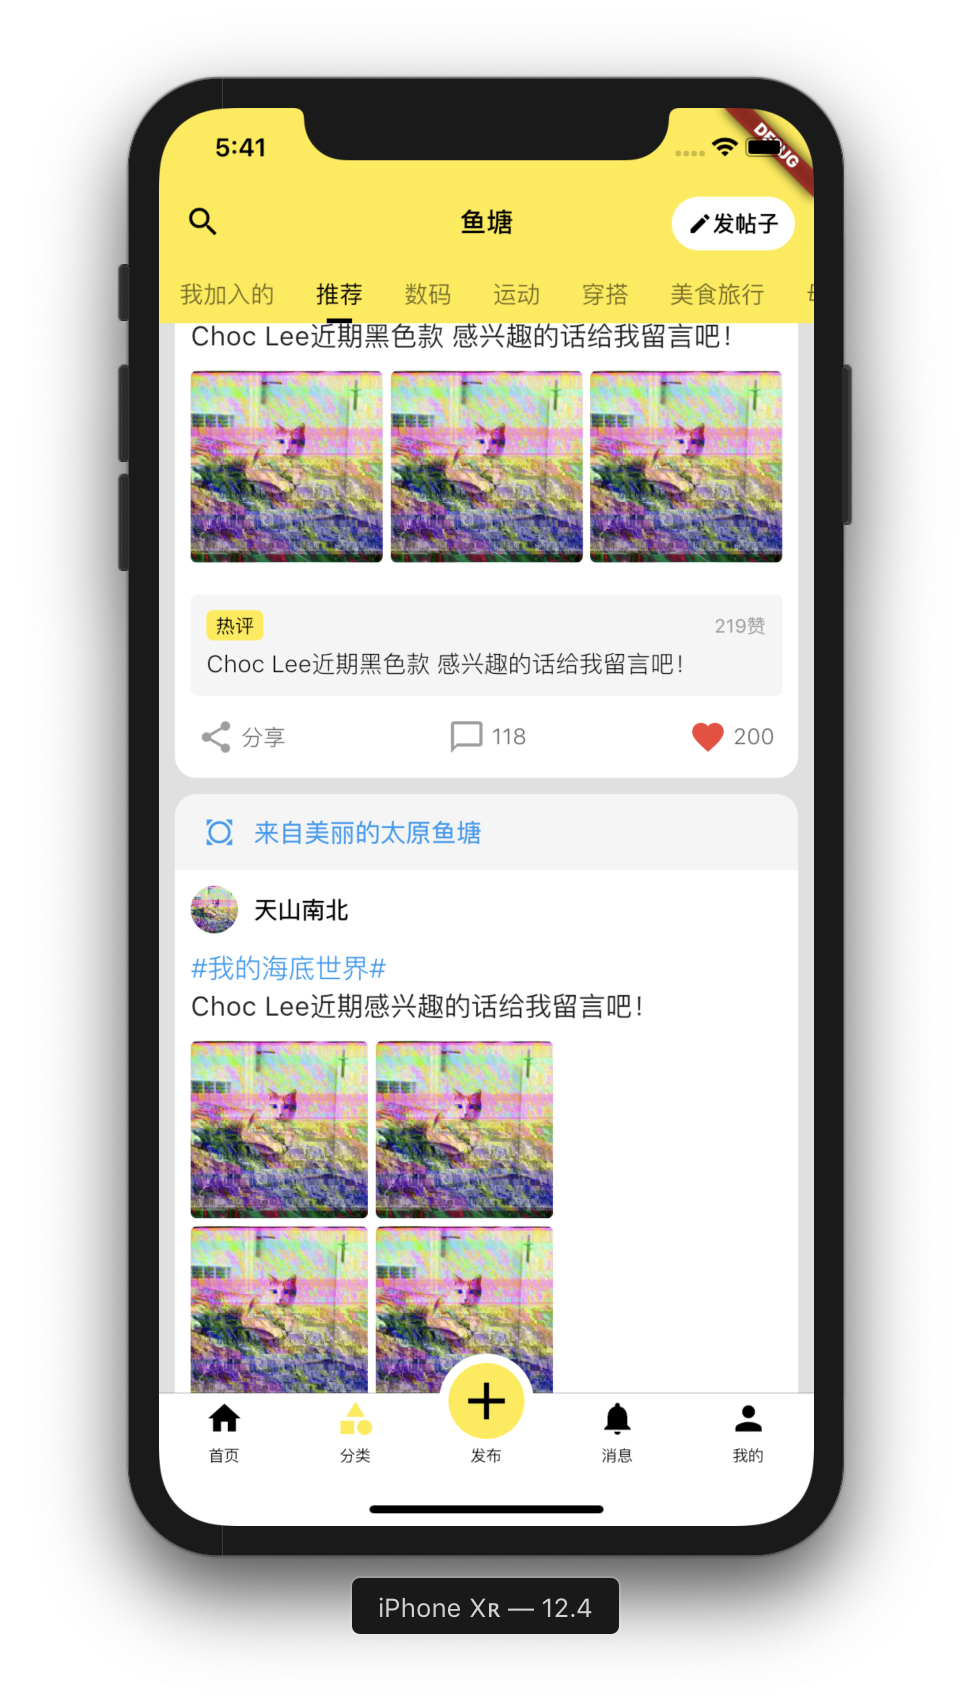 5:41
DEBUG
鱼塘
发帖子
我加入的 推荐 数码 运动 穿搭 美食旅行
Choc Lee近期黑色款 感兴趣的话给我留言吧!
热评
219赞
Choc Lee近期黑色款 感兴趣的话给我留言吧!
分享
118
200
来自美丽的太原鱼塘
天山南北
#我的海底世界#
Choc Lee近期感兴趣的话给我留言吧!
首页 分类 发布 消息 我的
iPhone Xʀ — 12.4